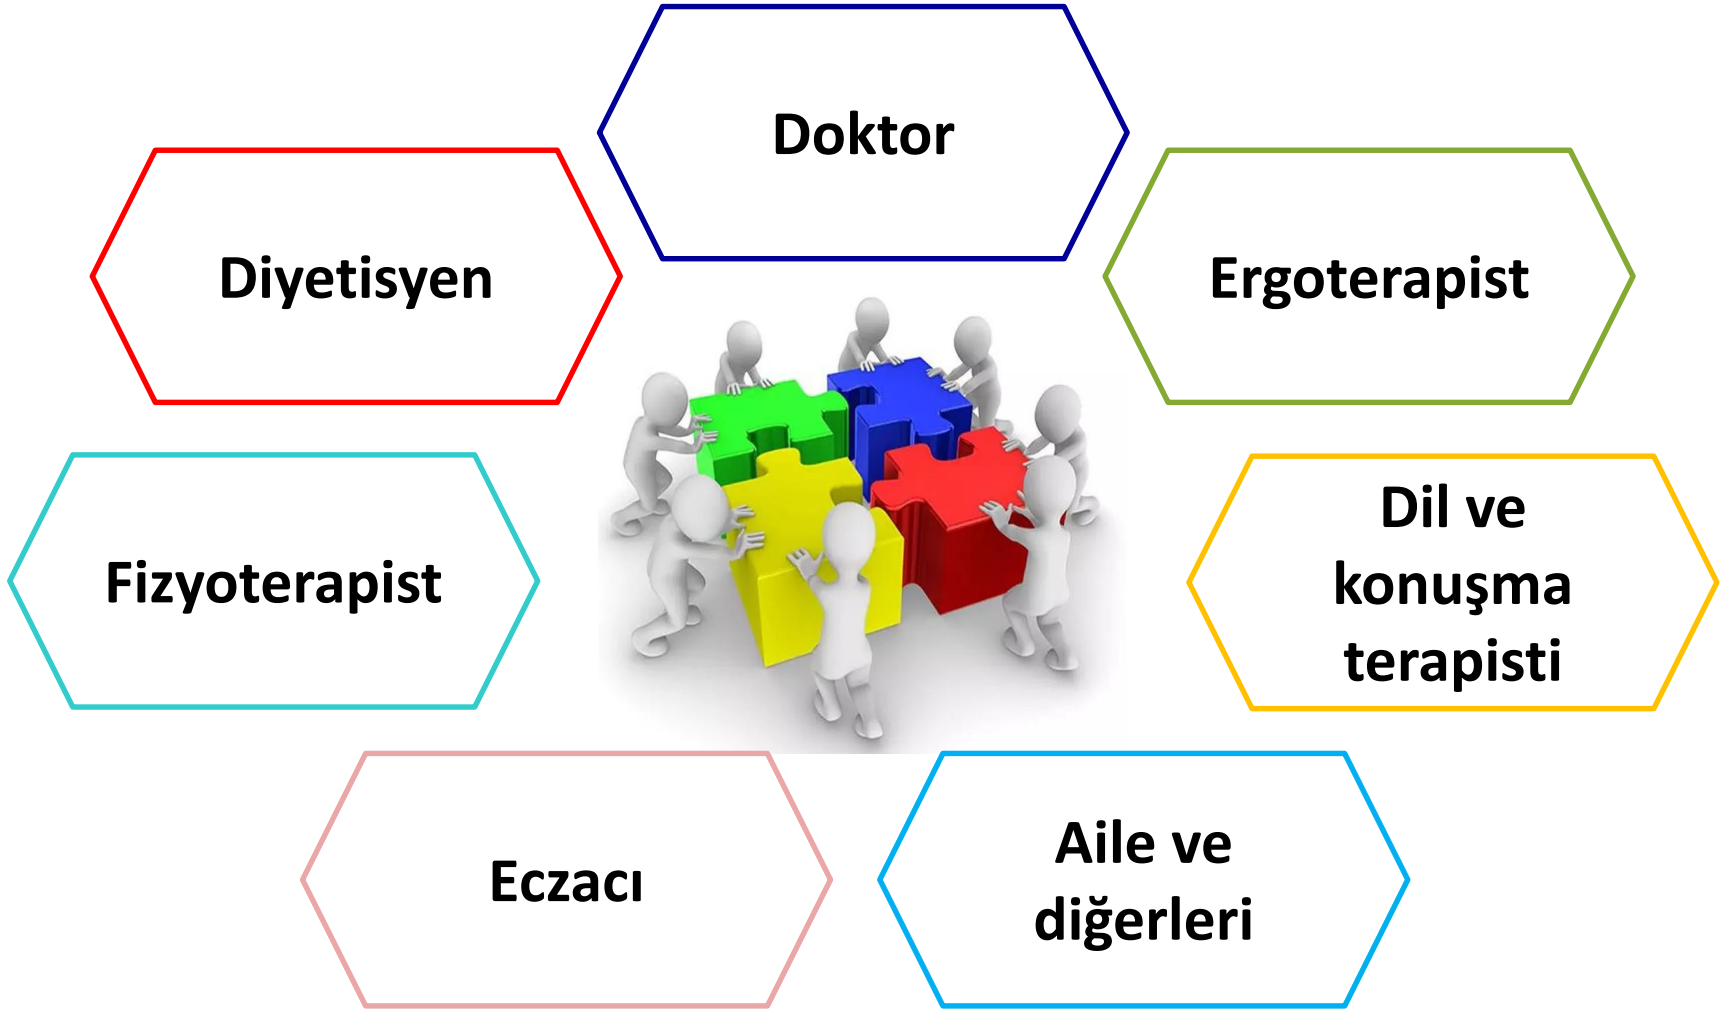 Doktor
Diyetisyen
Ergoterapist
Fizyoterapist
Dil ve
konuşma
terapisti
Eczacı
Aile ve
diğerleri